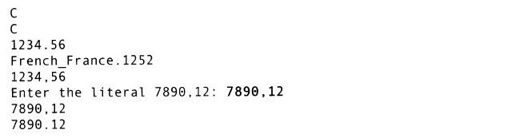 C
C
1234.56
French_France.1252
1234,56
Enter the literal 7890,12: 7890,12
7890,12
7890.12